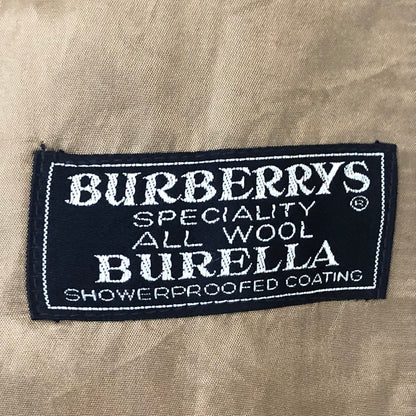 BURBERRYS®
SPECIALITY
ALL WOOL
BURELLA
SHOWERPROOFED COATING